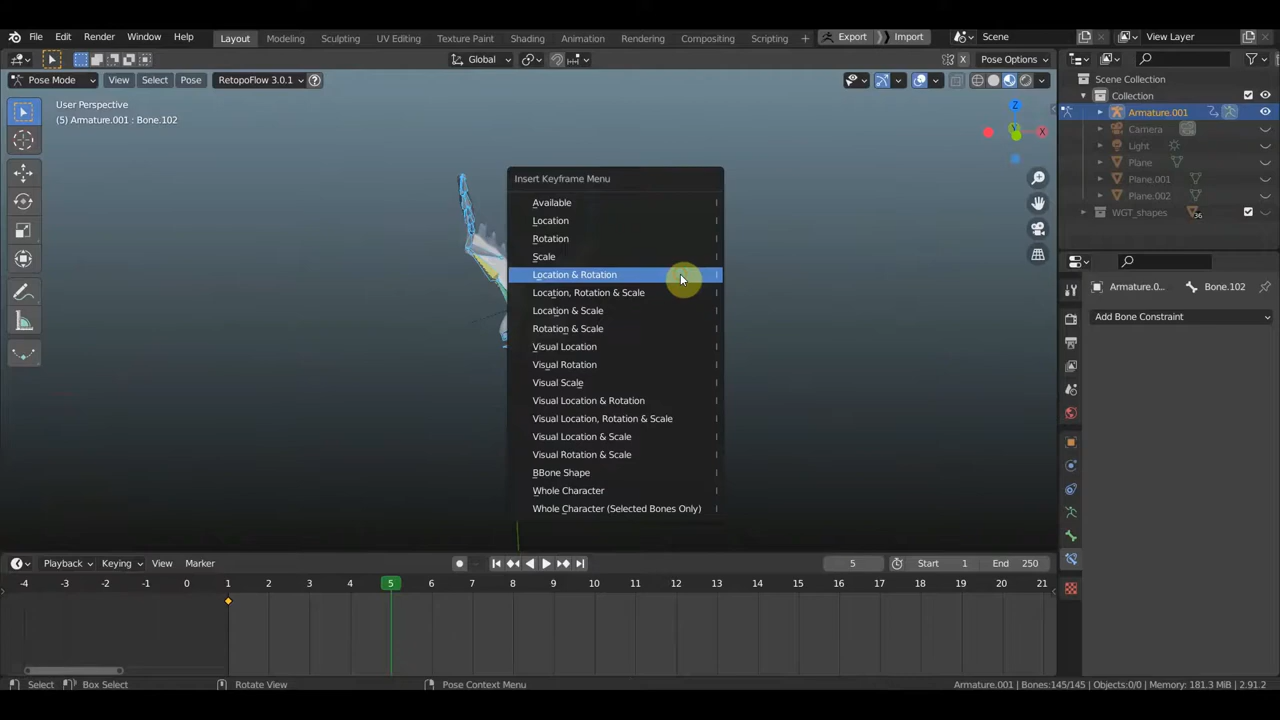 File Edit Render Window Help Layout Modeling Sculpting UV Editing Texture Paint Shading Animation Rendering Compositing Scripting + Export Import Scene View Layer
Global Pose Options
Pose Mode View Select Pose RetopoFlow 3.0.1
User Perspective
(5) Armature.001 : Bone.102
Z
X
Y
Scene Collection
Collection
Armature.001
Camera
Light
Plane
Plane.001
Plane.002
WGT_shapes 36
Armature.0... Bone.102
Add Bone Constraint
Insert Keyframe Menu
Available I
Location I
Rotation I
Scale I
Location & Rotation I
Location, Rotation & Scale I
Location & Scale I
Rotation & Scale I
Visual Location I
Visual Rotation I
Visual Scale I
Visual Location & Rotation I
Visual Location, Rotation & Scale I
Visual Location & Scale I
Visual Rotation & Scale I
BBone Shape I
Whole Character I
Whole Character (Selected Bones Only) I
Playback Keying View Marker 5 Start 1 End 250
-4 -3 -2 -1 0 1 2 3 4 5 6 7 8 9 10 11 12 13 14 15 16 17 18 19 20 21
Select Box Select Rotate View Pose Context Menu Armature.001 | Bones:145/145 | Objects:0/0 | Memory: 181.3 MiB | 2.91.2